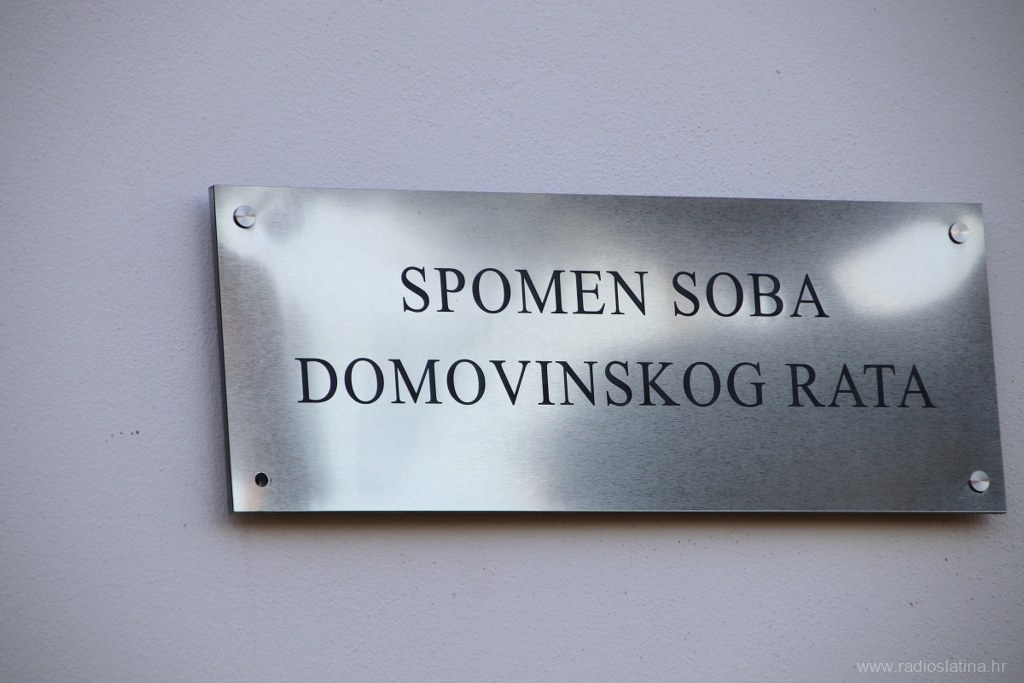 SPOMEN SOBA
DOMOVINSKOG RATA
www.radioslatina.hr